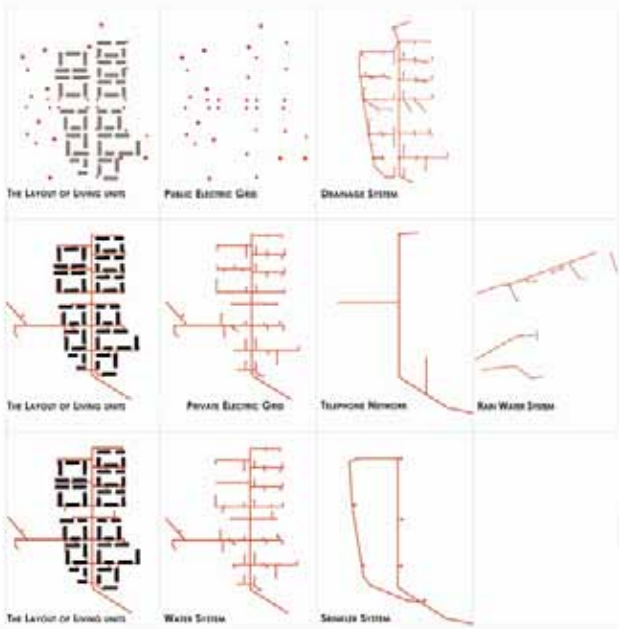 The Layout of Living units
Public Electric Grid
Drainage System
The Layout of Living units
Private Electric Grid
Telephone Network
Rain Water System
The Layout of Living units
Water System
Srinkler System